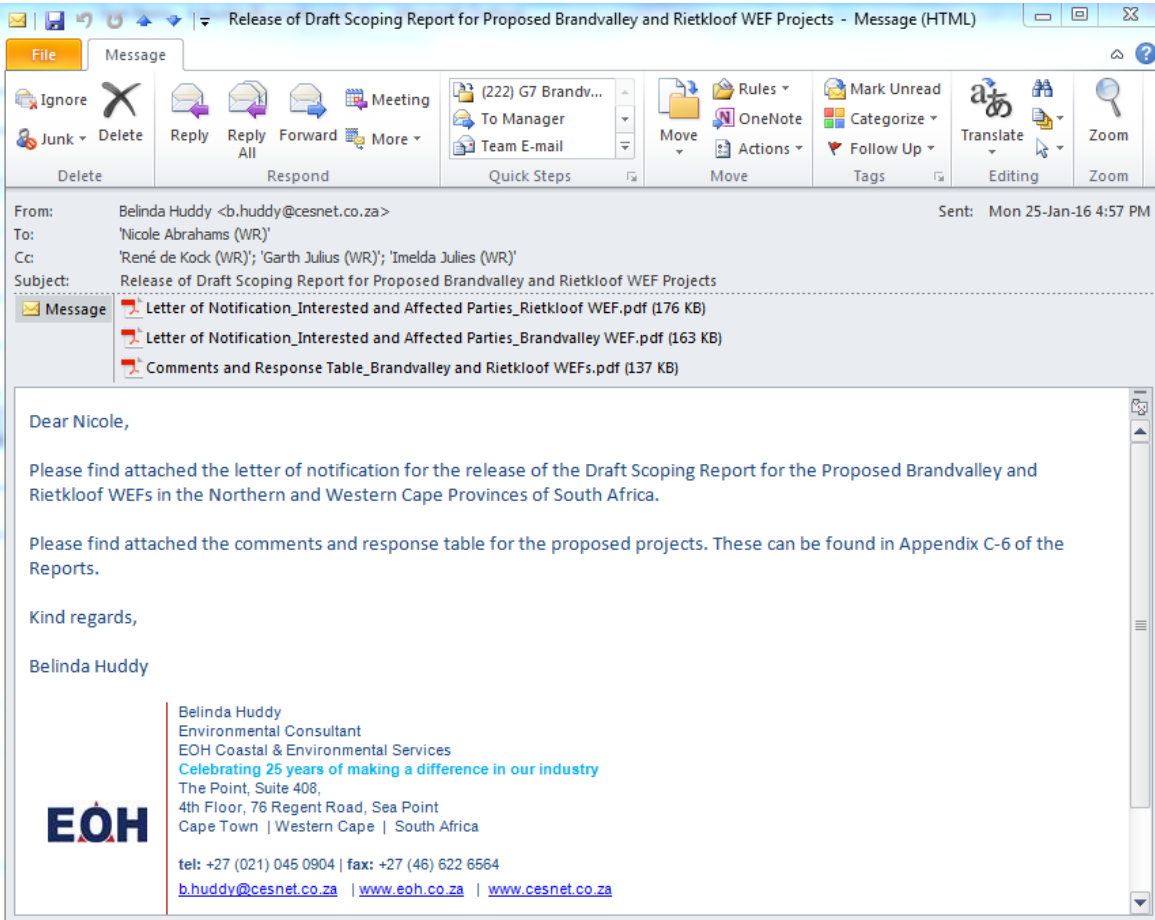 Release of Draft Scoping Report for Proposed Brandvalley and Rietkloof WEF Projects - Message (HTML)
File Message
Ignore
Junk
Delete
Reply
Reply All
Forward
Meeting
More
(222) G7 Brandv...
To Manager
Team E-mail
Move
Rules
OneNote
Actions
Mark Unread
Categorize
Follow Up
Translate
Zoom
Delete Respond Quick Steps Move Tags Editing Zoom
From: Belinda Huddy <b.huddy@cesnet.co.za> Sent: Mon 25-Jan-16 4:57 PM
To: 'Nicole Abrahams (WR)'
Cc: 'René de Kock (WR)'; 'Garth Julius (WR)'; 'Imelda Julies (WR)'
Subject: Release of Draft Scoping Report for Proposed Brandvalley and Rietkloof WEF Projects
Message Letter of Notification_Interested and Affected Parties_Rietkloof WEF.pdf (176 KB)
Letter of Notification_Interested and Affected Parties_Brandvalley WEF.pdf (163 KB)
Comments and Response Table_Brandvalley and Rietkloof WEFs.pdf (137 KB)
Dear Nicole,
Please find attached the letter of notification for the release of the Draft Scoping Report for the Proposed Brandvalley and
Rietkloof WEFs in the Northern and Western Cape Provinces of South Africa.
Please find attached the comments and response table for the proposed projects. These can be found in Appendix C-6 of the
Reports.
Kind regards,
Belinda Huddy
Belinda Huddy
Environmental Consultant
EOH Coastal & Environmental Services
Celebrating 25 years of making a difference in our industry
The Point, Suite 408,
4th Floor, 76 Regent Road, Sea Point
Cape Town | Western Cape | South Africa
EOH
tel: +27 (021) 045 0904 | fax: +27 (46) 622 6564
b.huddy@cesnet.co.za | www.eoh.co.za | www.cesnet.co.za